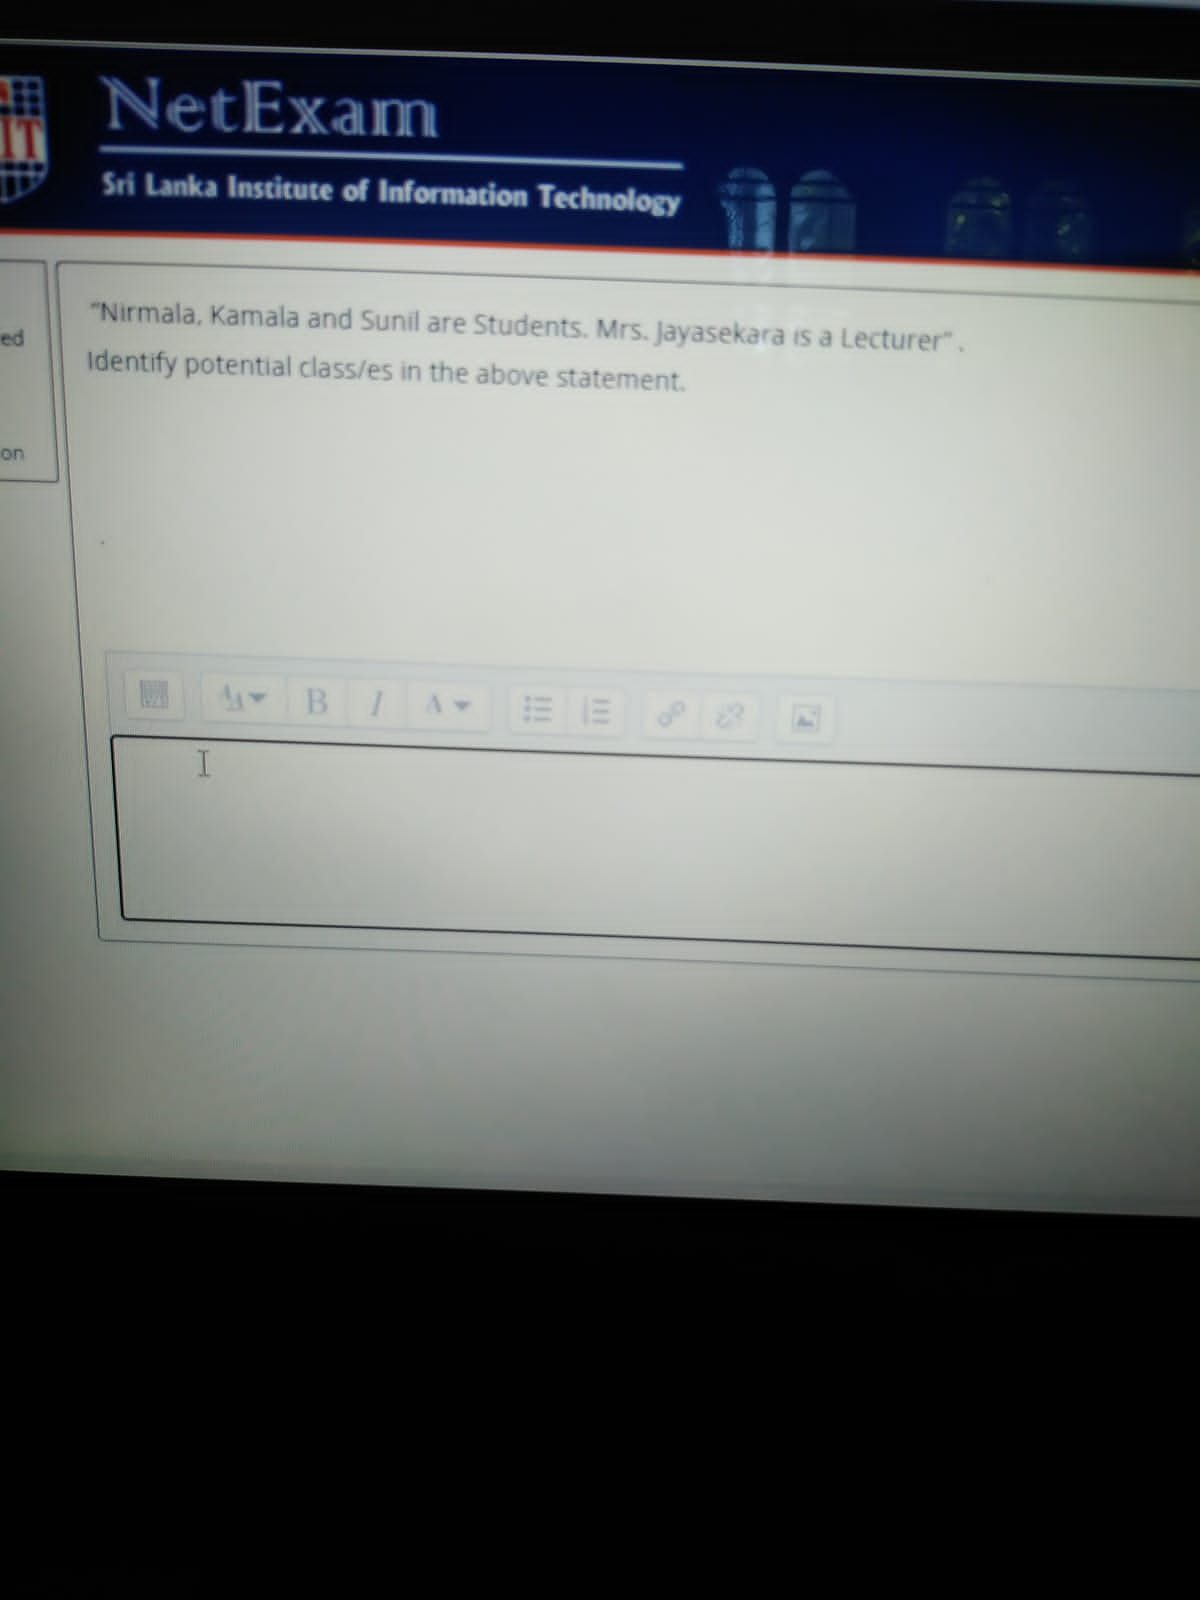 IT
NetExam
Sri Lanka Institute of Information Technology
ed
on
"Nirmala, Kamala and Sunil are Students. Mrs. Jayasekara is a Lecturer".
Identify potential class/es in the above statement.
B I A